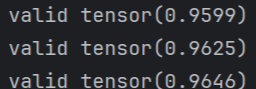 valid tensor(0.9599)
valid tensor(0.9625)
valid tensor(0.9646)